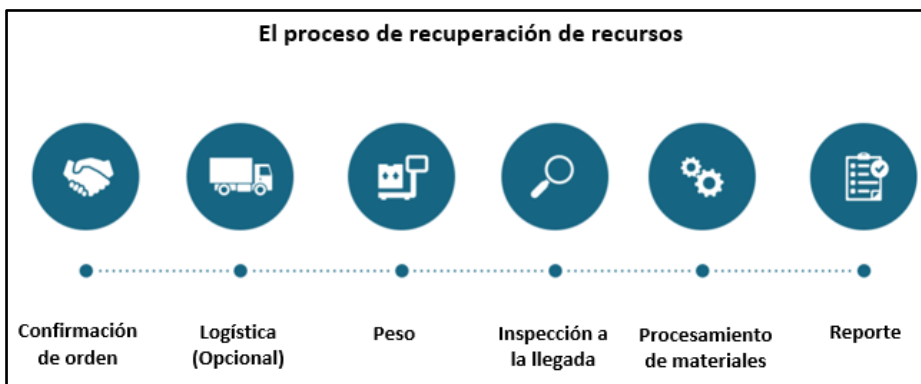 El proceso de recuperación de recursos
Confirmación
de orden
Logística
(Opcional)
Peso
Inspección a
la llegada
Procesamiento
de materiales
Reporte